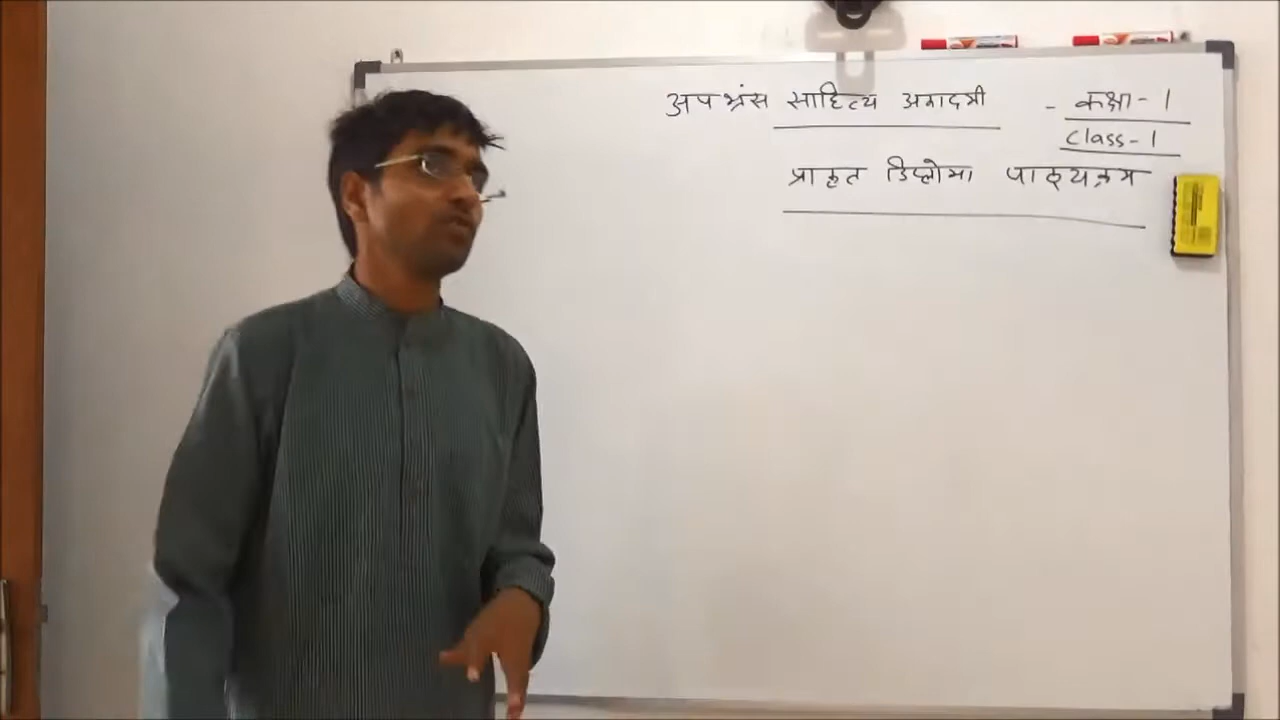 अपभ्रंस साहित्य अकादमी - कक्षा-1
Class-1
प्राकृत डिप्लोमा पाठ्यक्रम